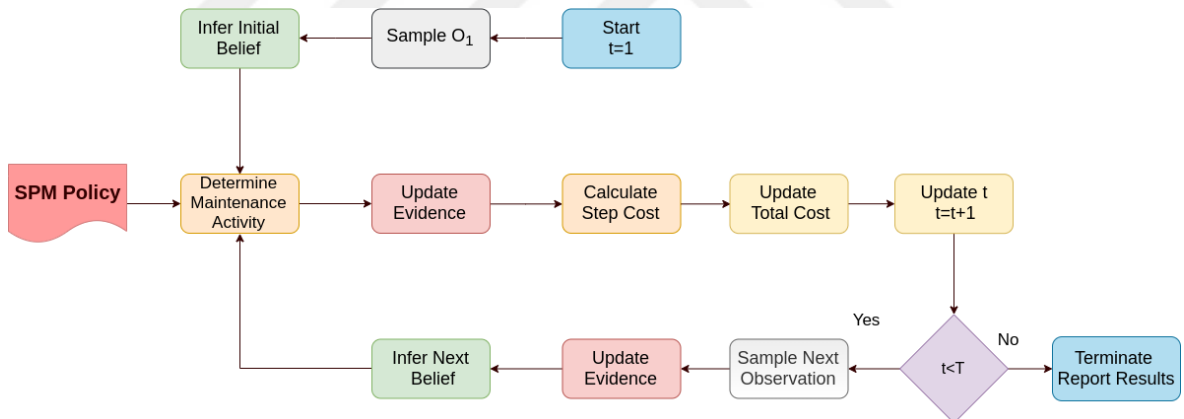 Infer Initial
Belief
Sample O₁
Start
t=1
SPM Policy
Determine
Maintenance
Activity
Update
Evidence
Calculate
Step Cost
Update
Total Cost
Update t
t=t+1
Yes
No
Infer Next
Belief
Update
Evidence
Sample Next
Observation
t<T
Terminate
Report Results